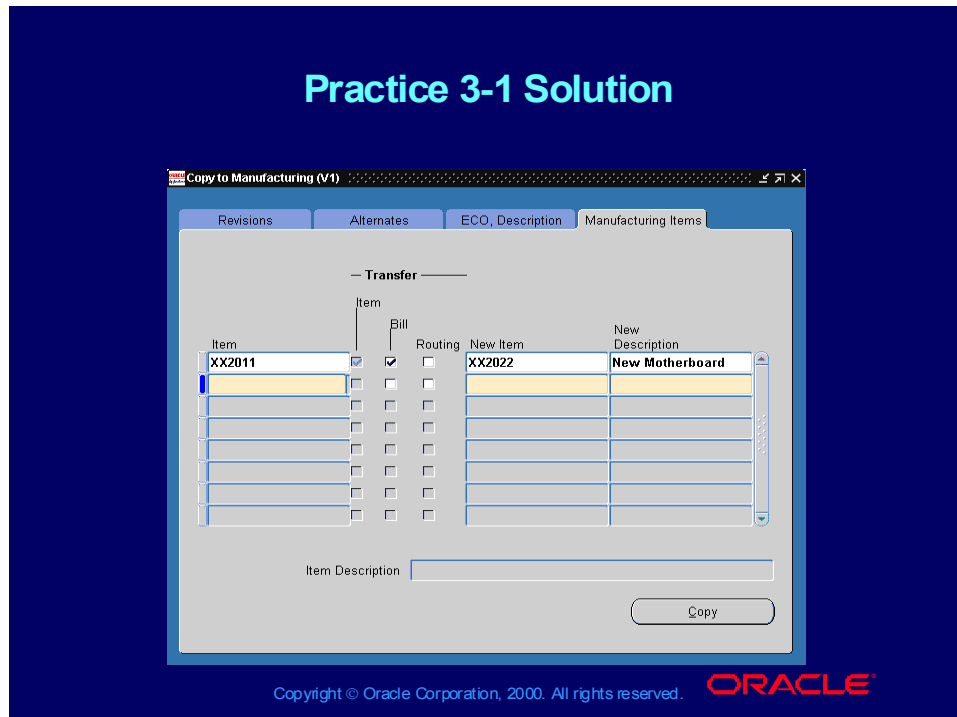 Practice 3-1 Solution
Copy to Manufacturing (V1)
Revisions
Alternates
ECO, Description
Manufacturing Items
Transfer
Item
Bill
Item
Routing
New Item
New
Description
XX2011
XX2022
New Motherboard
Item Description
Copy
Copyright © Oracle Corporation, 2000. All rights reserved.
ORACLE®